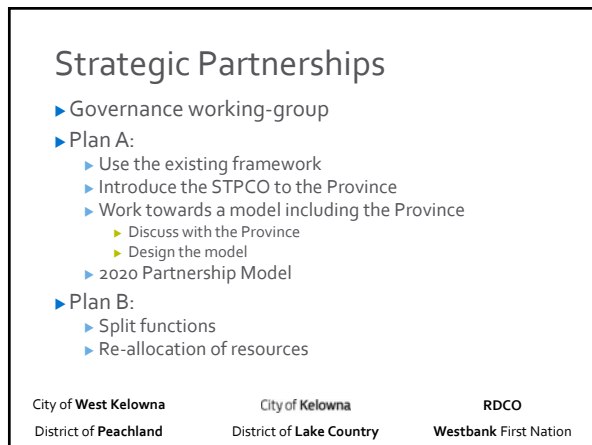 Strategic Partnerships
Governance working-group
Plan A:
Use the existing framework
Introduce the STPCO to the Province
Work towards a model including the Province
Discuss with the Province
Design the model
2020 Partnership Model
Plan B:
Split functions
Re-allocation of resources
City of West Kelowna City of Kelowna RDCO
District of Peachland District of Lake Country Westbank First Nation